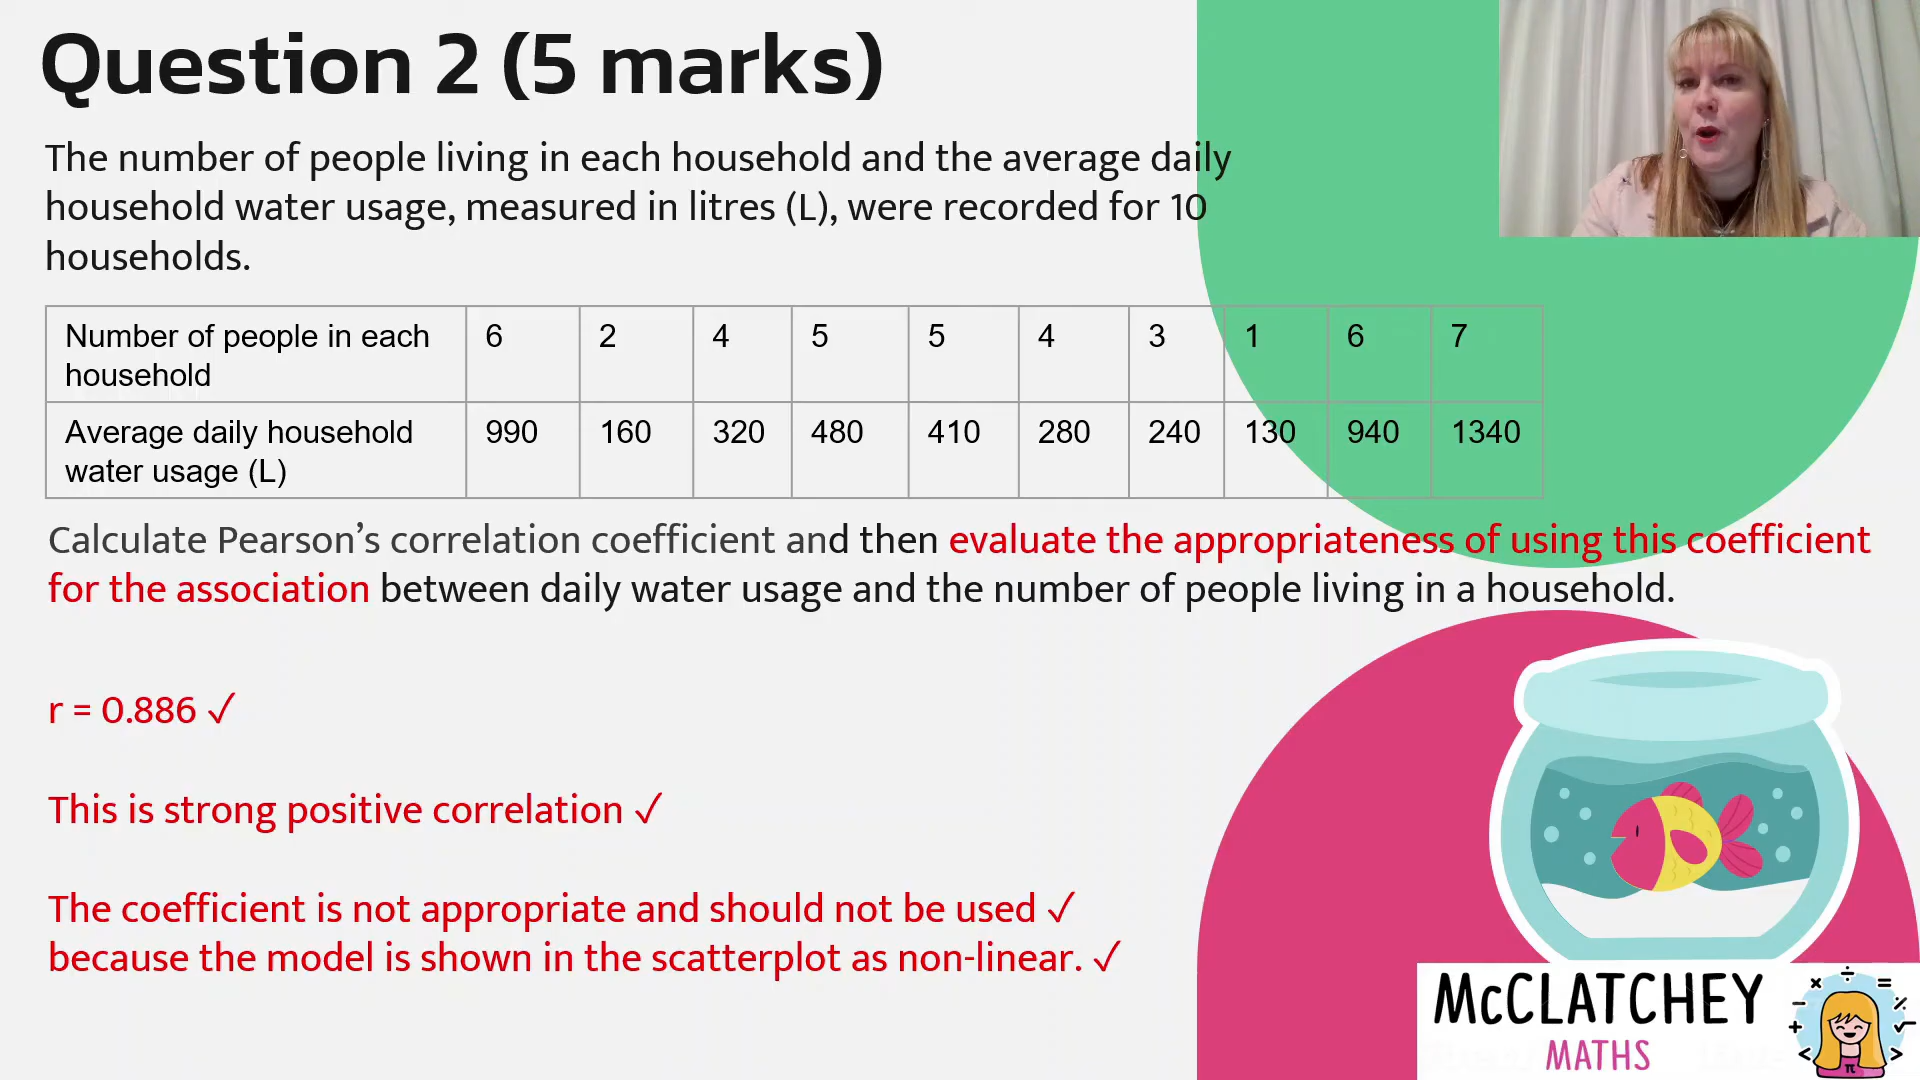 Question 2 (5 marks)
The number of people living in each household and the average daily
household water usage, measured in litres (L), were recorded for 10
households.
Number of people in each household 6 2 4 5 5 4 3 1 6 7
Average daily household water usage (L) 990 160 320 480 410 280 240 130 940 1340
Calculate Pearson’s correlation coefficient and then evaluate the appropriateness of using this coefficient
for the association between daily water usage and the number of people living in a household.
r = 0.886 ✓
This is strong positive correlation ✓
The coefficient is not appropriate and should not be used ✓
because the model is shown in the scatterplot as non-linear. ✓
McCLATCHEY
MATHS